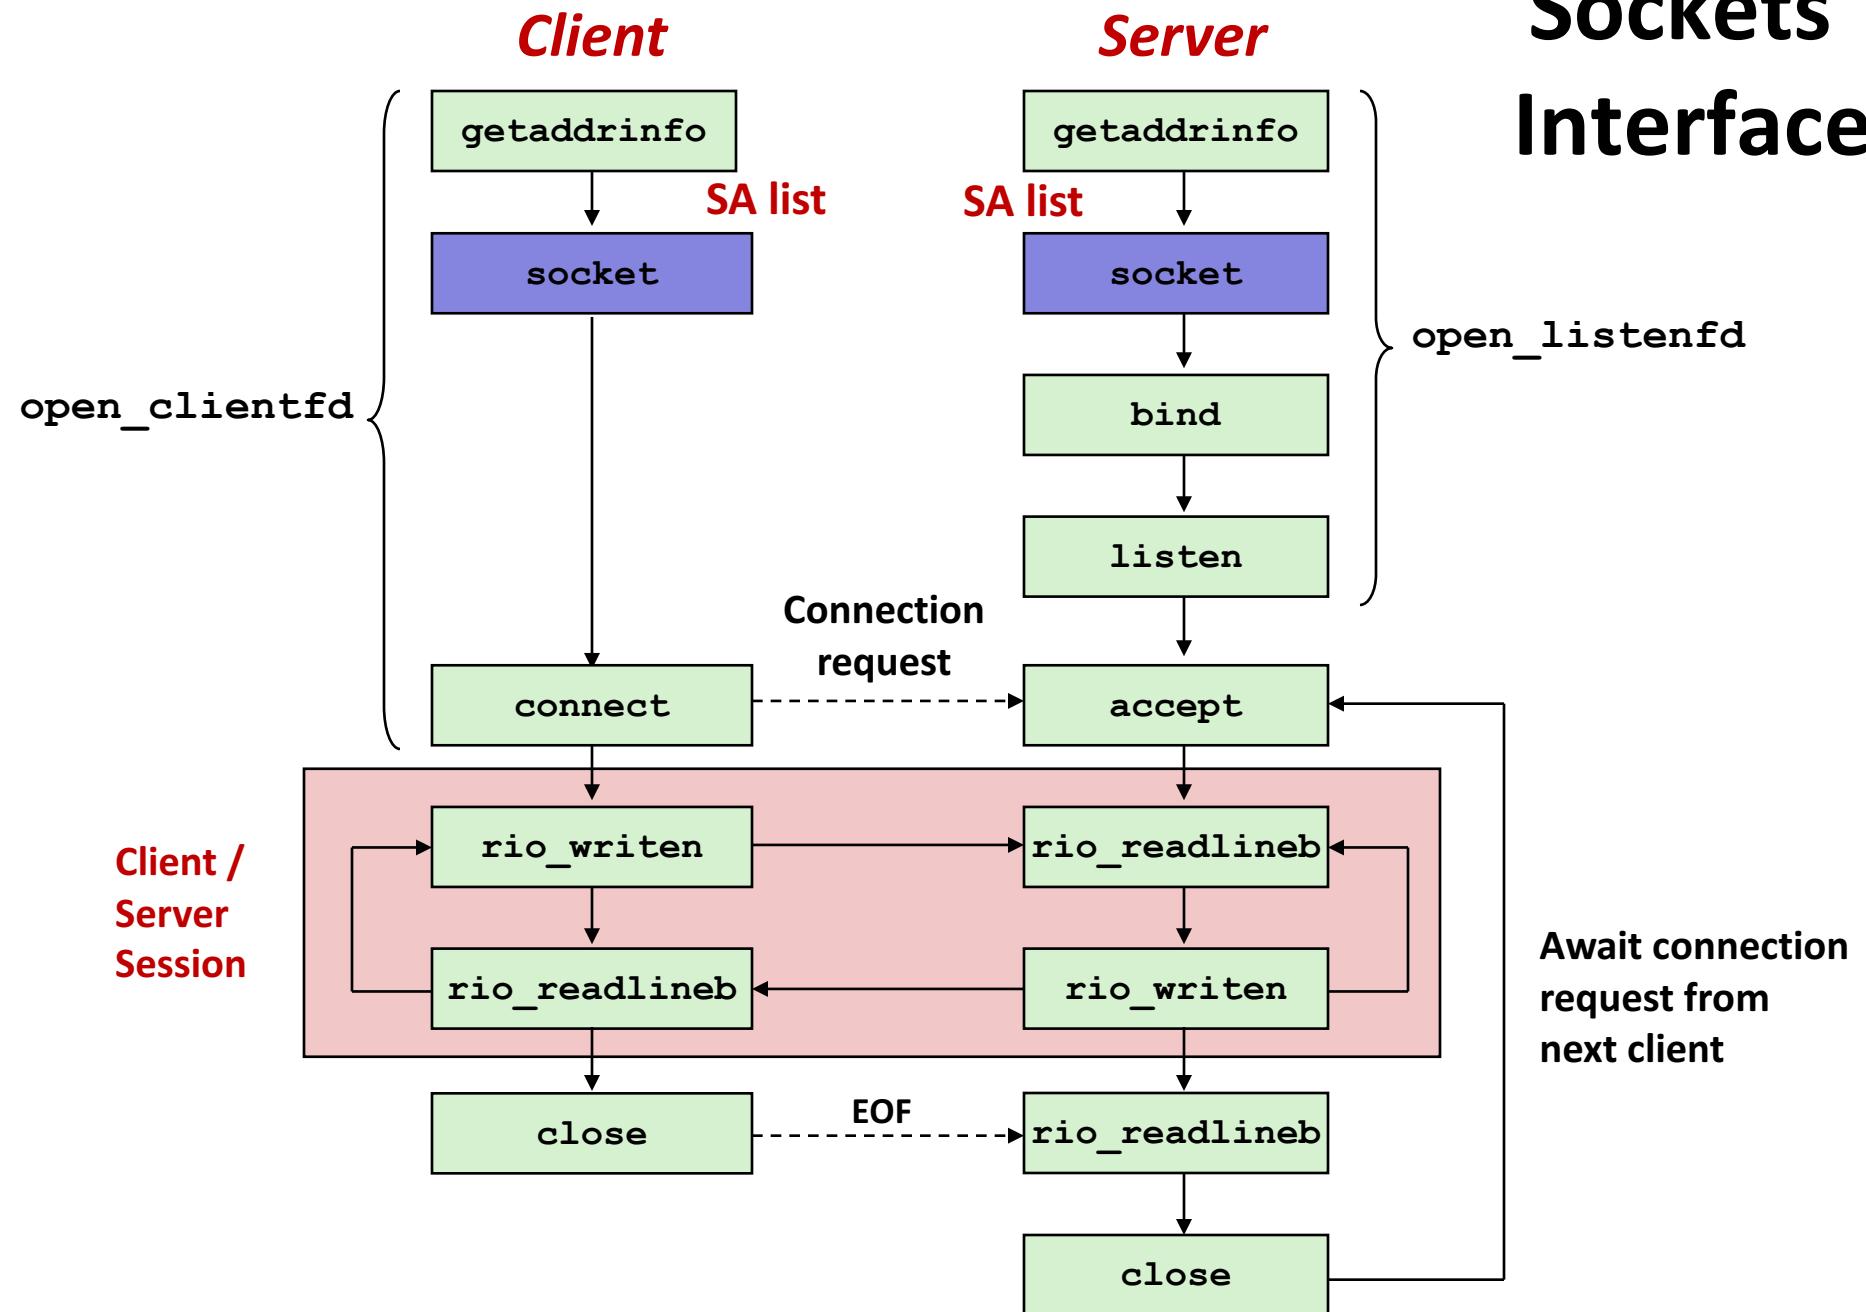 Sockets
Interface
Client
Server
getaddrinfo
getaddrinfo
SA list
SA list
socket
socket
open_listenfd
open_clientfd
bind
listen
Connection
request
connect
accept
rio_writen
rio_readlineb
Client /
Server
Session
rio_readlineb
rio_writen
Await connection
request from
next client
close
EOF
rio_readlineb
close